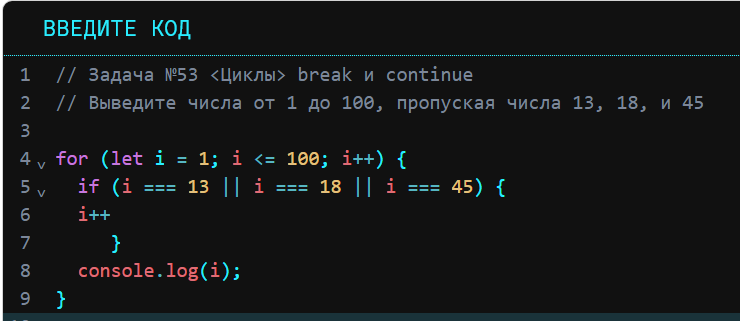 ВВЕДИТЕ КОД
1 // Задача №53 <Циклы> break и continue
2 // Выведите числа от 1 до 100, пропуская числа 13, 18, и 45
3
4 for (let i = 1; i <= 100; i++) {
5 if (i === 13 || i === 18 || i === 45) {
6 i++
7 }
8 console.log(i);
9 }